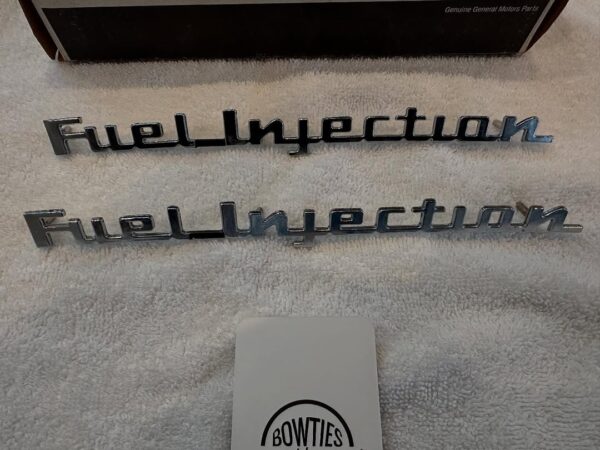 Genuine General Motors Parts
Fuel Injection
Fuel Injection
BOWTIES